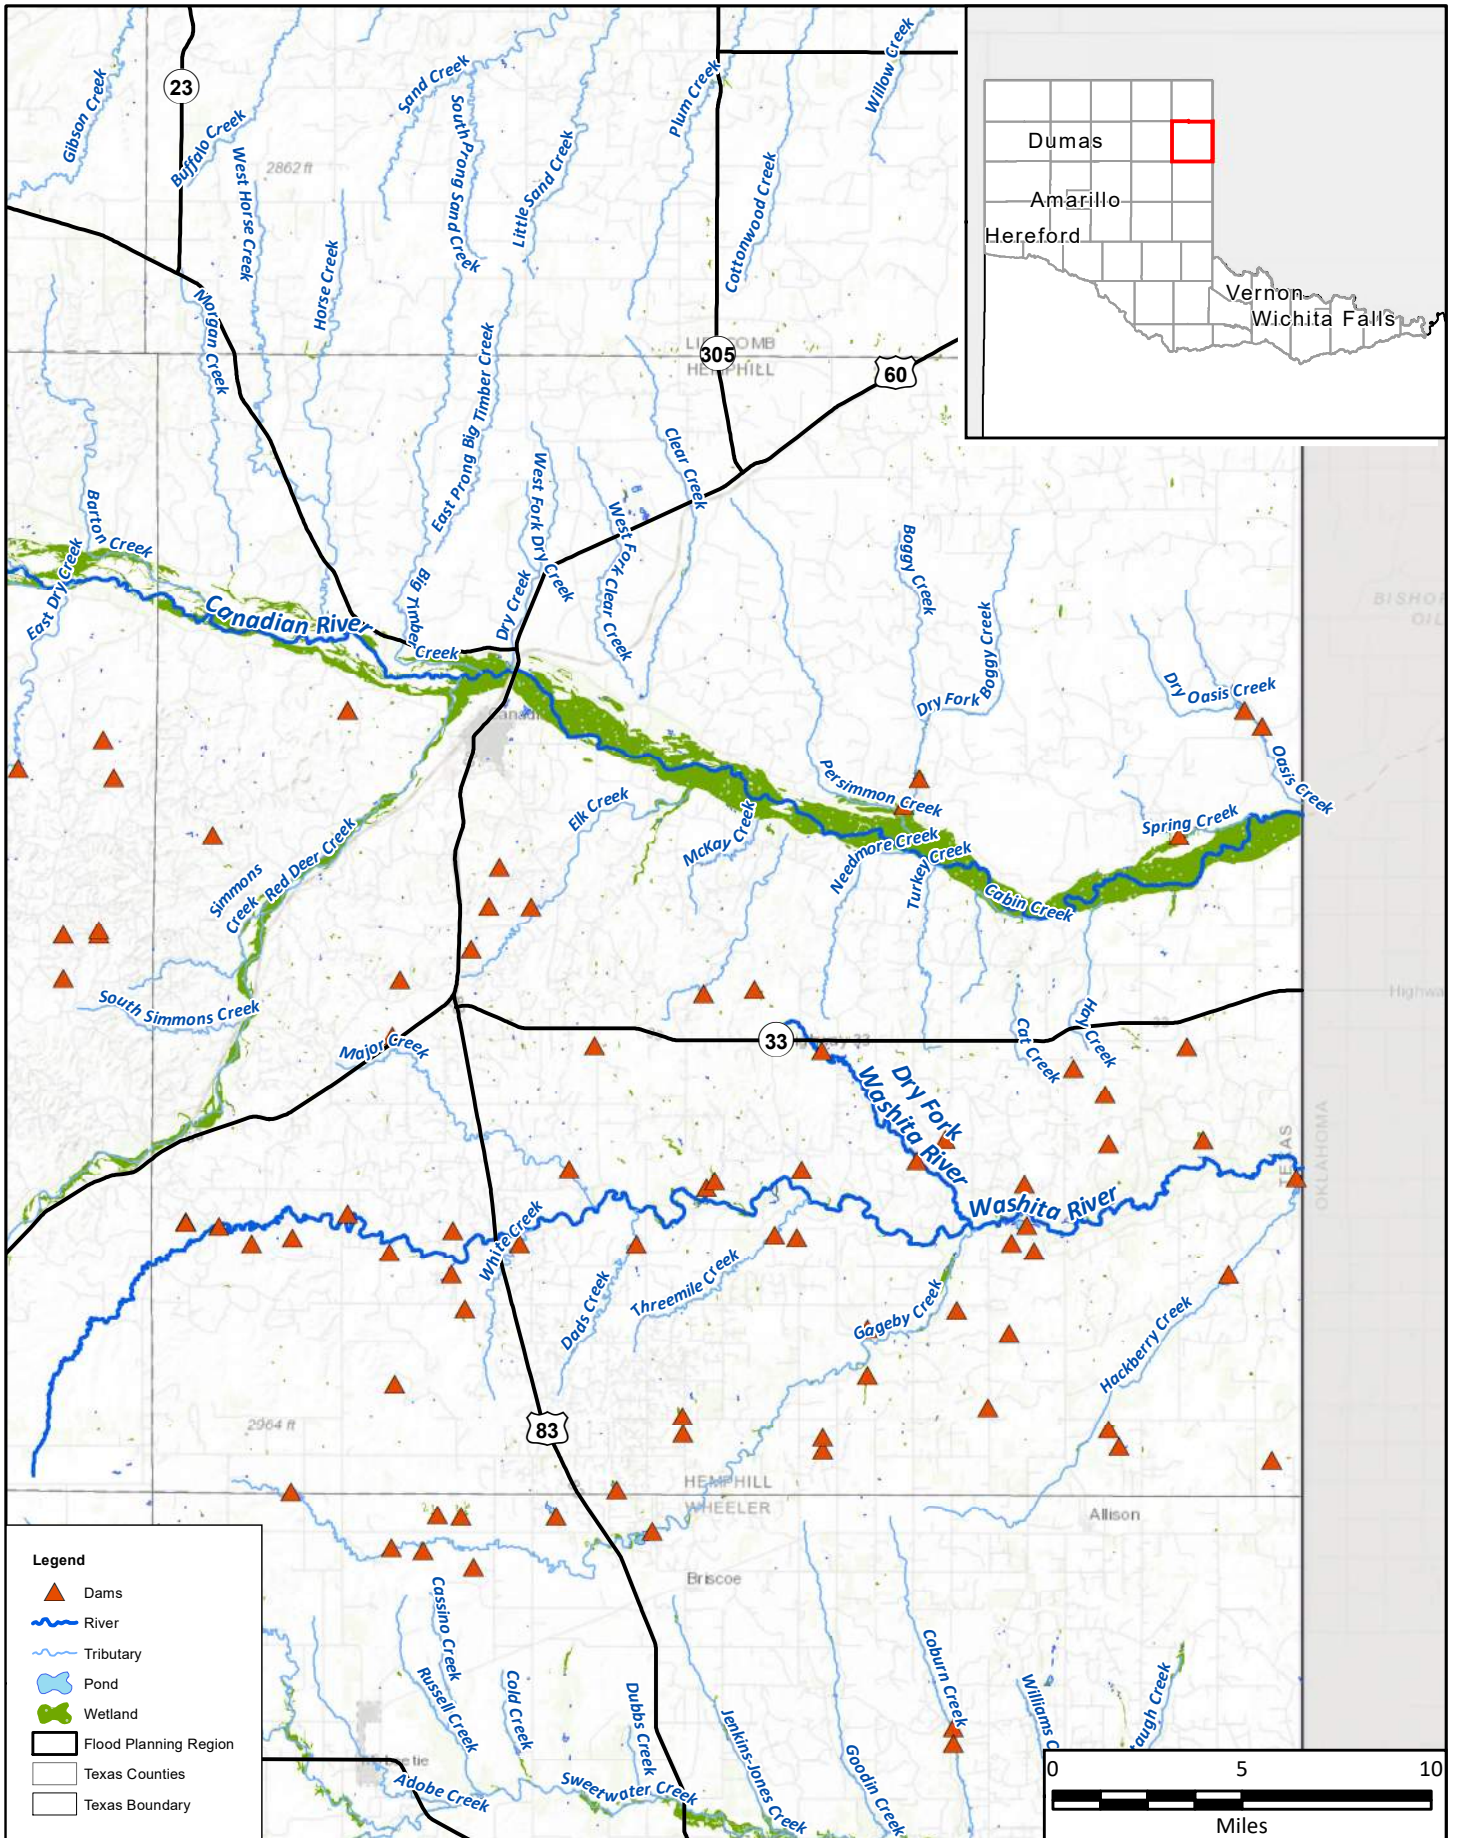 Gibson Creek
23
Buffalo Creek
West Horse Creek
2862 ft
Sand Creek
South Prong Sand Creek
Little Sand Creek
Plum Creek
Cottonwood Creek
Willow Creek
Dumas
Amarillo
Hereford
Vernon
Wichita Falls
Horse Creek
Morgan Creek
305
HEMPHILL
60
East Prong Big Timber Creek
Clear Creek
West Fork Dry Creek
West Fork Clear Creek
Barton Creek
East Dry Creek
Canadian River
Big Timber Creek
Dry Creek
Boggy Creek
Dry Fork Boggy Creek
Dry Oasis Creek
Oasis Creek
Persimmon Creek
Spring Creek
Elk Creek
McKay Creek
Needmore Creek
Turkey Creek
Cabin Creek
Simmons Creek
Red Deer Creek
South Simmons Creek
Major Creek
33
Cat Creek
Hay Creek
Dry Fork
Washita River
Washita River
TEXAS
OKLAHOMA
White Creek
Dads Creek
Threemile Creek
Gageby Creek
Hackberry Creek
2964 ft
83
HEMPHILL
WHEELER
Allison
Briscoe
Cassino Creek
Russell Creek
Cold Creek
Dubbs Creek
Adobe Creek
Sweetwater Creek
Jenkins-Jones Creek
Goodin Creek
Coburn Creek
Williams C
augh Creek
Legend
Dams
River
Tributary
Pond
Wetland
Flood Planning Region
Texas Counties
Texas Boundary
0 5 10
Miles